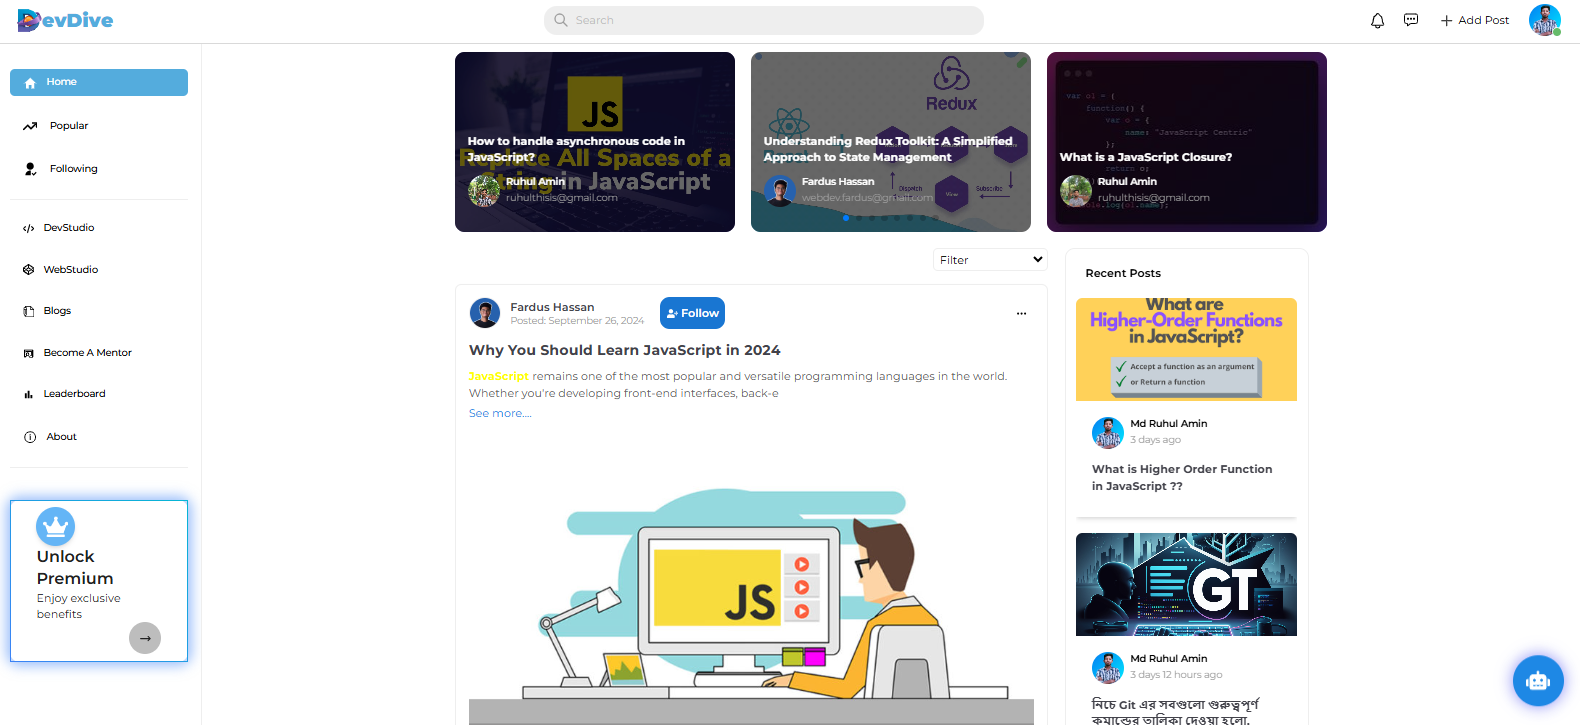 DevDive
Search
Add Post
Home
Popular
Following
DevStudio
WebStudio
Blogs
Become A Mentor
Leaderboard
About
Unlock
Premium
Enjoy exclusive
benefits
JS
Replace All Spaces of a
String in JavaScript
How to handle asynchronous code in
JavaScript?
Ruhul Amin
ruhulthisis@gmail.com
Redux
Understanding Redux Toolkit: A Simplified
Approach to State Management
Fardus Hassan
webdev.fardus@gmail.com
Dispatch
Subscribe
View
var o1 = {
function() {
var o = {
name: "JavaScript Centric"
};
return o;
What is a JavaScript Closure?
Ruhul Amin
ruhulthisis@gmail.com
Filter
Fardus Hassan
Posted: September 26, 2024
Follow
Why You Should Learn JavaScript in 2024
JavaScript remains one of the most popular and versatile programming languages in the world.
Whether you're developing front-end interfaces, back-e
See more....
JS
Recent Posts
What are
Higher-Order Functions
in JavaScript?
Accept a function as an argument
or Return a function
Md Ruhul Amin
3 days ago
What is Higher Order Function
in JavaScript ??
GT
Md Ruhul Amin
3 days 12 hours ago
নিচে Git এর সবগুলো গুরুত্বপূর্ণ
কমান্ডের তালিকা দেওয়া হলো,